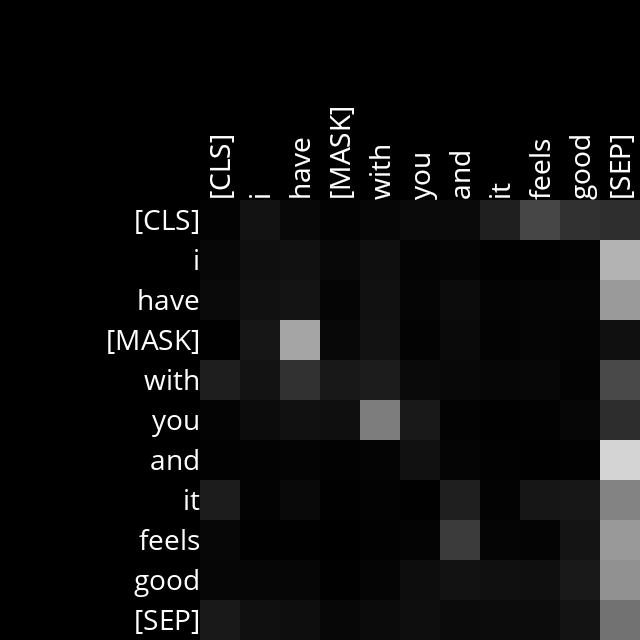 [CLS] i have [MASK] with you and it feels good [SEP]
[CLS]
i
have
[MASK]
with
you
and
it
feels
good
[SEP]